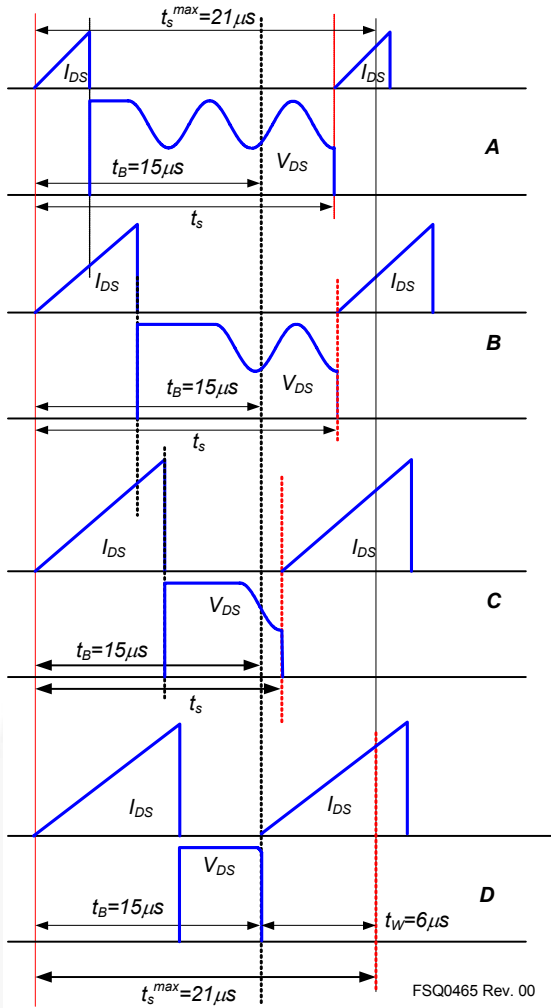 t_s^max=21μs
I_DS
I_DS
A
t_B=15μs
V_DS
t_s
I_DS
I_DS
B
t_B=15μs
V_DS
t_s
I_DS
I_DS
V_DS
C
t_B=15μs
t_s
I_DS
I_DS
V_DS
D
t_B=15μs
t_W=6μs
t_s^max=21μs
FSQ0465 Rev. 00